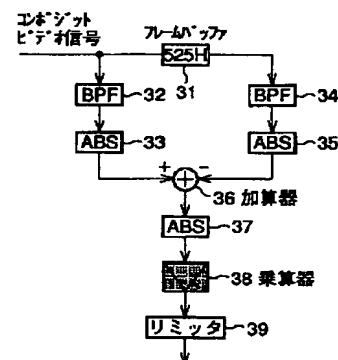 コンポジット
ビデオ信号
フレームバッファ
525H
31
BPF 32
BPF 34
ABS 33
ABS 35
+ −
36 加算器
ABS 37
38 乗算器
リミッタ 39